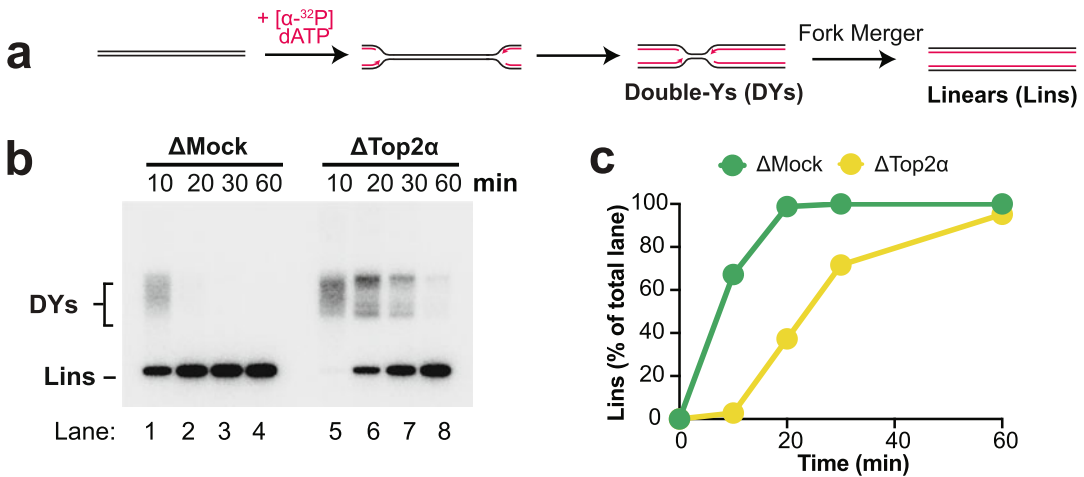 a
+ [α-³²P]
dATP
Fork Merger
Double-Ys (DYs)
Linears (Lins)
b
ΔMock
ΔTop2α
10 20 30 60 10 20 30 60 min
DYs
Lins –
Lane: 1 2 3 4 5 6 7 8
c
ΔMock ΔTop2α
Lins (% of total lane)
100
80
60
40
20
0
0 20 40 60
Time (min)